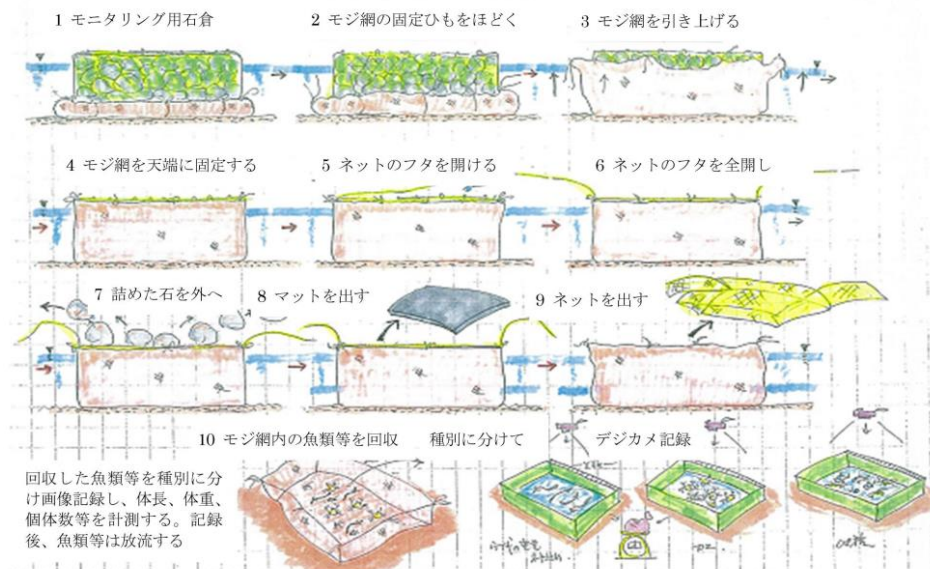 1 モニタリング用石倉
2 モジ網の固定ひもをほどく
3 モジ網を引き上げる
4 モジ網を天端に固定する
5 ネットのフタを開ける
6 ネットのフタを全開し
7 詰めた石を外へ
8 マットを出す
9 ネットを出す
10 モジ網内の魚類等を回収 種別に分けて デジカメ記録
回収した魚類等を種別に分
け画像記録し、体長、体重、
個体数等を計測する。記録
後、魚類等は放流する